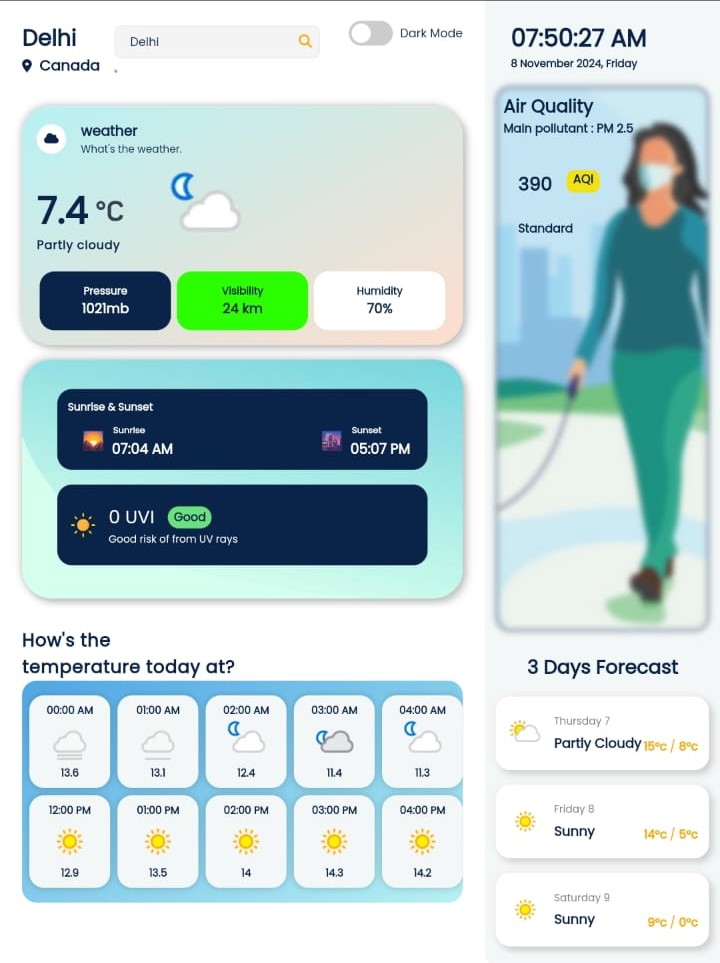 Delhi
Delhi
Dark Mode
Canada
weather
What's the weather.
7.4 °C
Partly cloudy
Pressure
1021mb
Visibility
24 km
Humidity
70%
Sunrise & Sunset
Sunrise
07:04 AM
Sunset
05:07 PM
0 UVI Good
Good risk of from UV rays
How's the
temperature today at?
00:00 AM
13.6
01:00 AM
13.1
02:00 AM
12.4
03:00 AM
11.4
04:00 AM
11.3
12:00 PM
12.9
01:00 PM
13.5
02:00 PM
14
03:00 PM
14.3
04:00 PM
14.2
07:50:27 AM
8 November 2024, Friday
Air Quality
Main pollutant : PM 2.5
390 AQI
Standard
3 Days Forecast
Thursday 7
Partly Cloudy 15°c / 8°c
Friday 8
Sunny 14°c / 5°c
Saturday 9
Sunny 9°c / 0°c